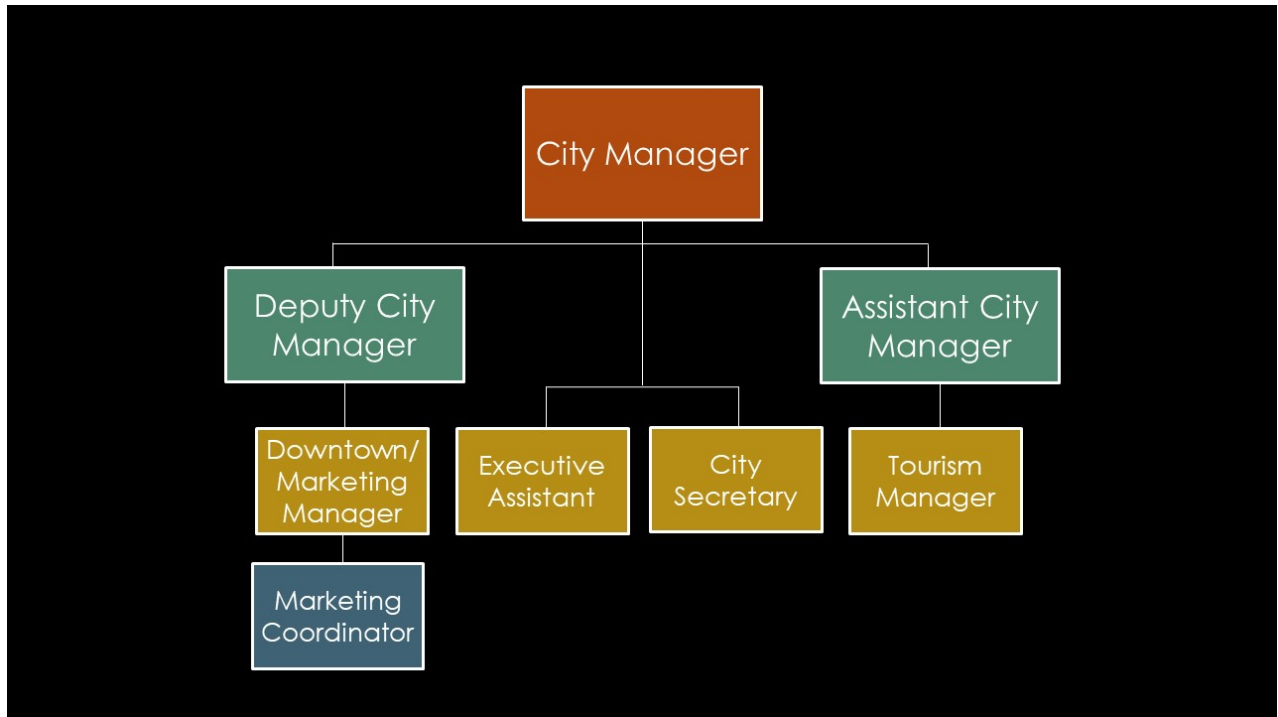 City Manager
Deputy City
Manager
Assistant City
Manager
Downtown/
Marketing
Manager
Executive
Assistant
City
Secretary
Tourism
Manager
Marketing
Coordinator